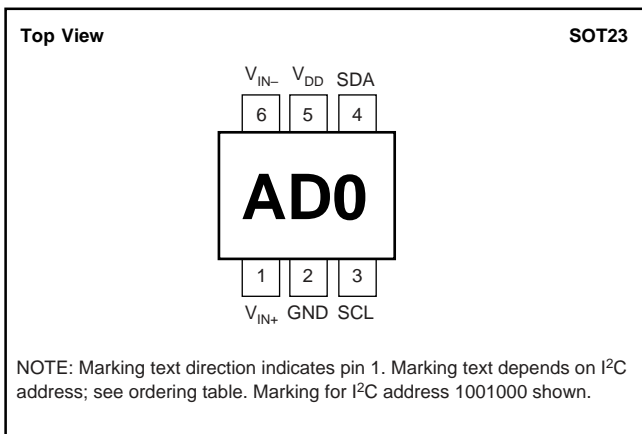 Top View SOT23
VIN– VDD SDA
6 5 4
AD0
1 2 3
VIN+ GND SCL
NOTE: Marking text direction indicates pin 1. Marking text depends on I²C
address; see ordering table. Marking for I²C address 1001000 shown.